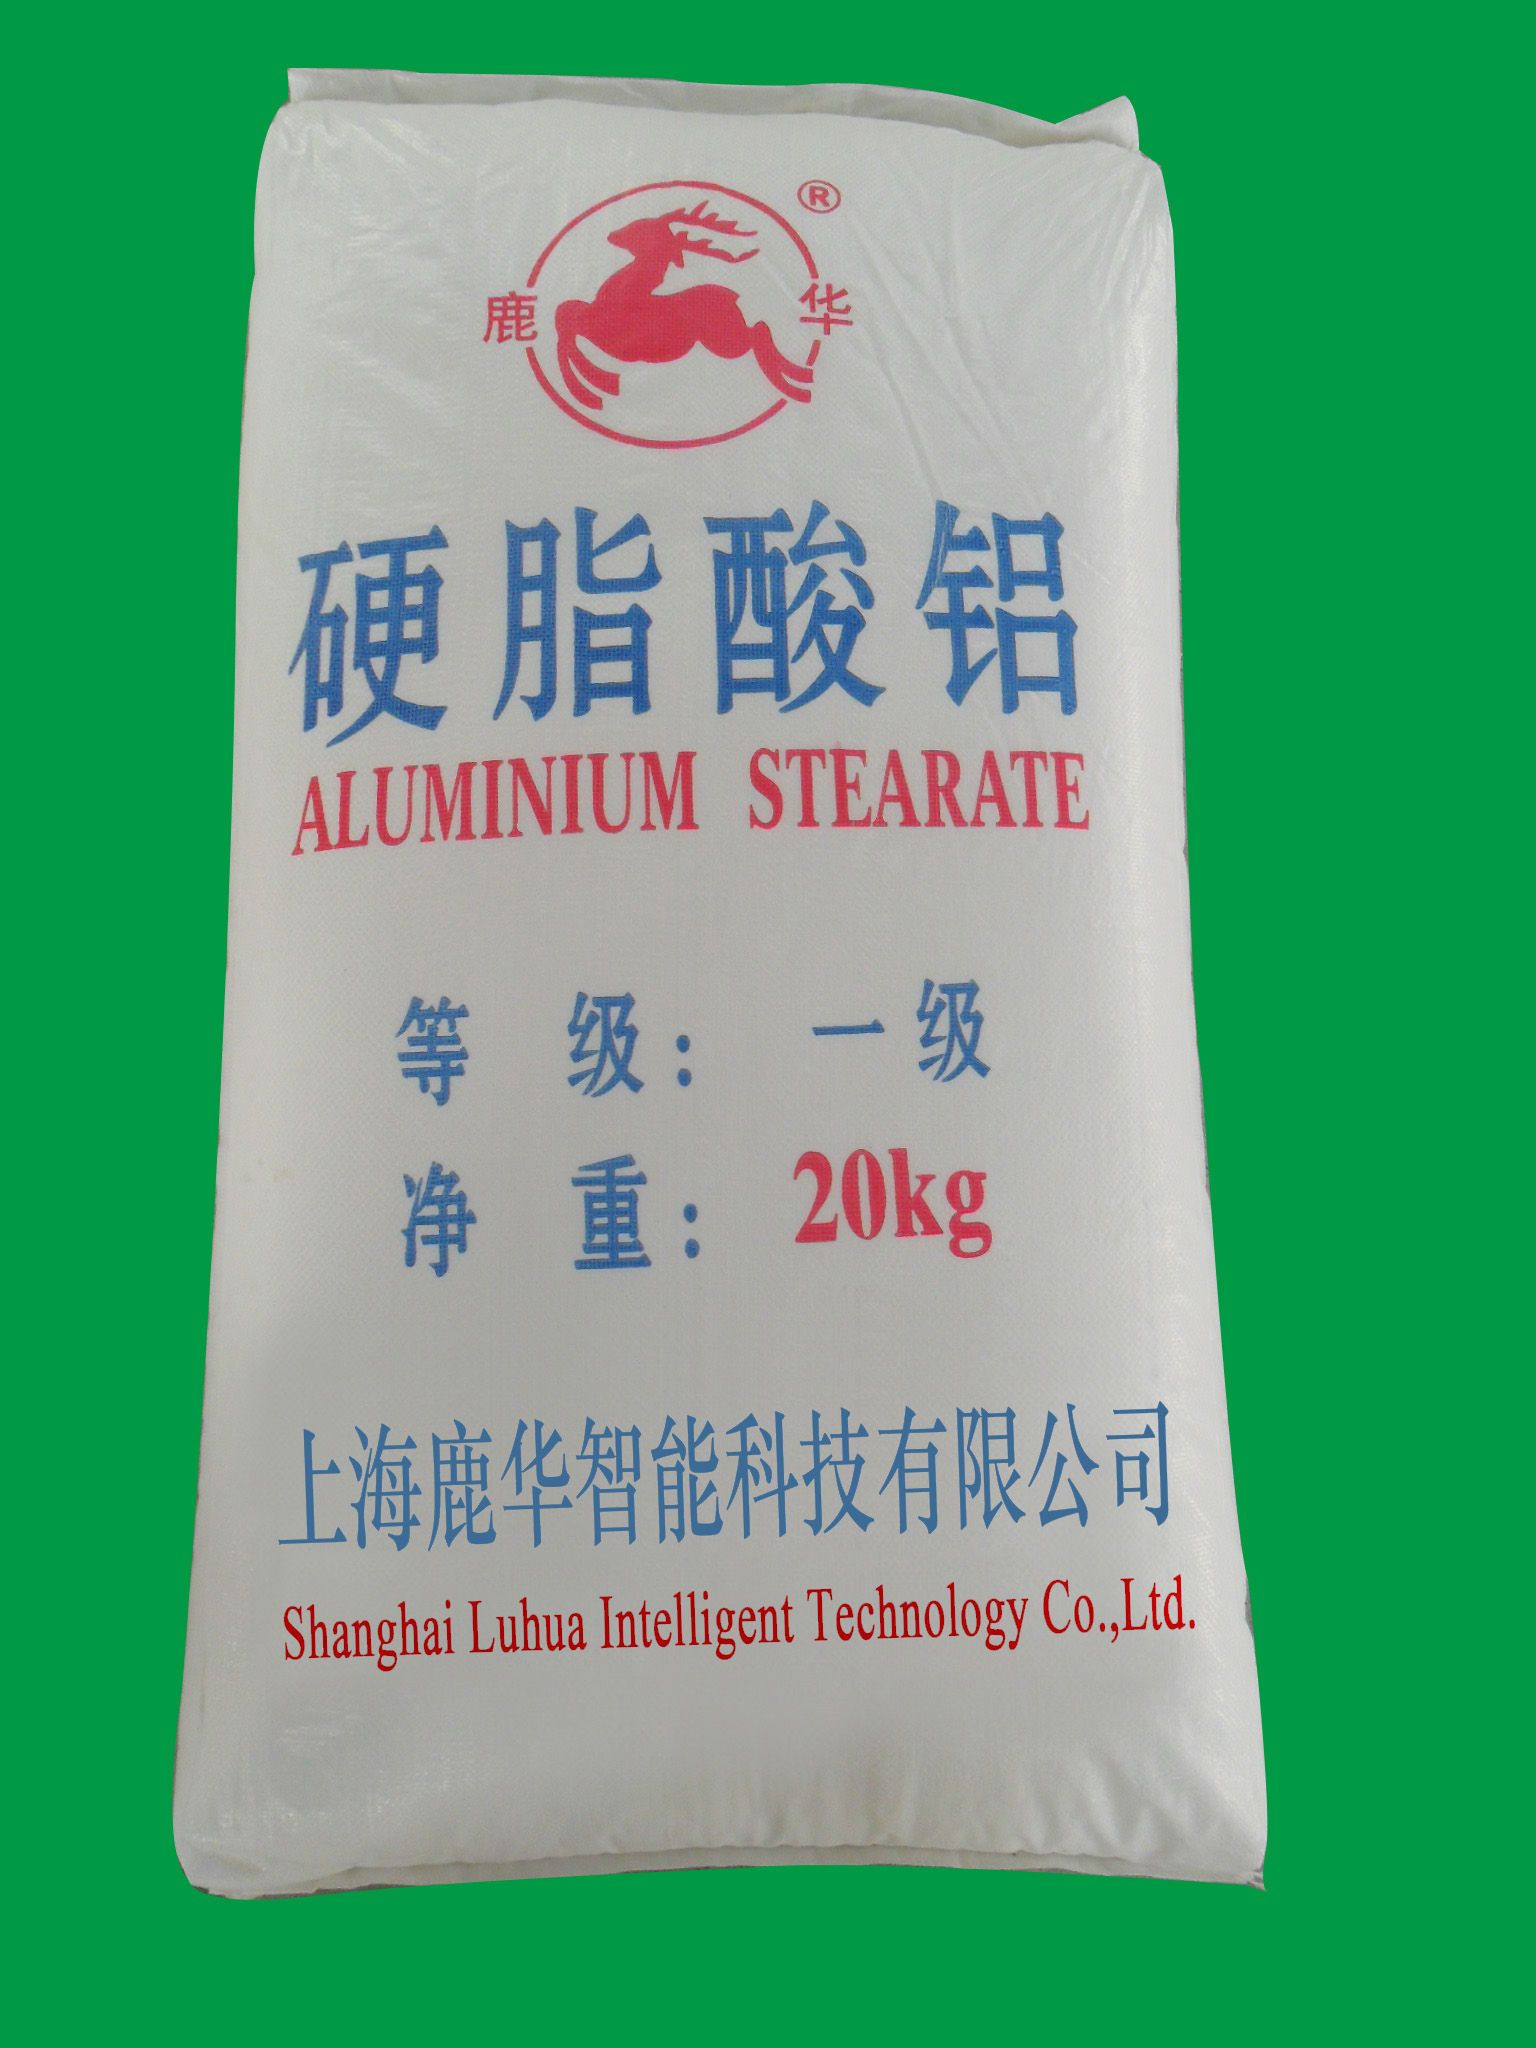 ®
鹿 华
硬脂酸铝
ALUMINIUM STEARATE
等 级： 一级
净 重： 20kg
上海鹿华智能科技有限公司
Shanghai Luhua Intelligent Technology Co.,Ltd.